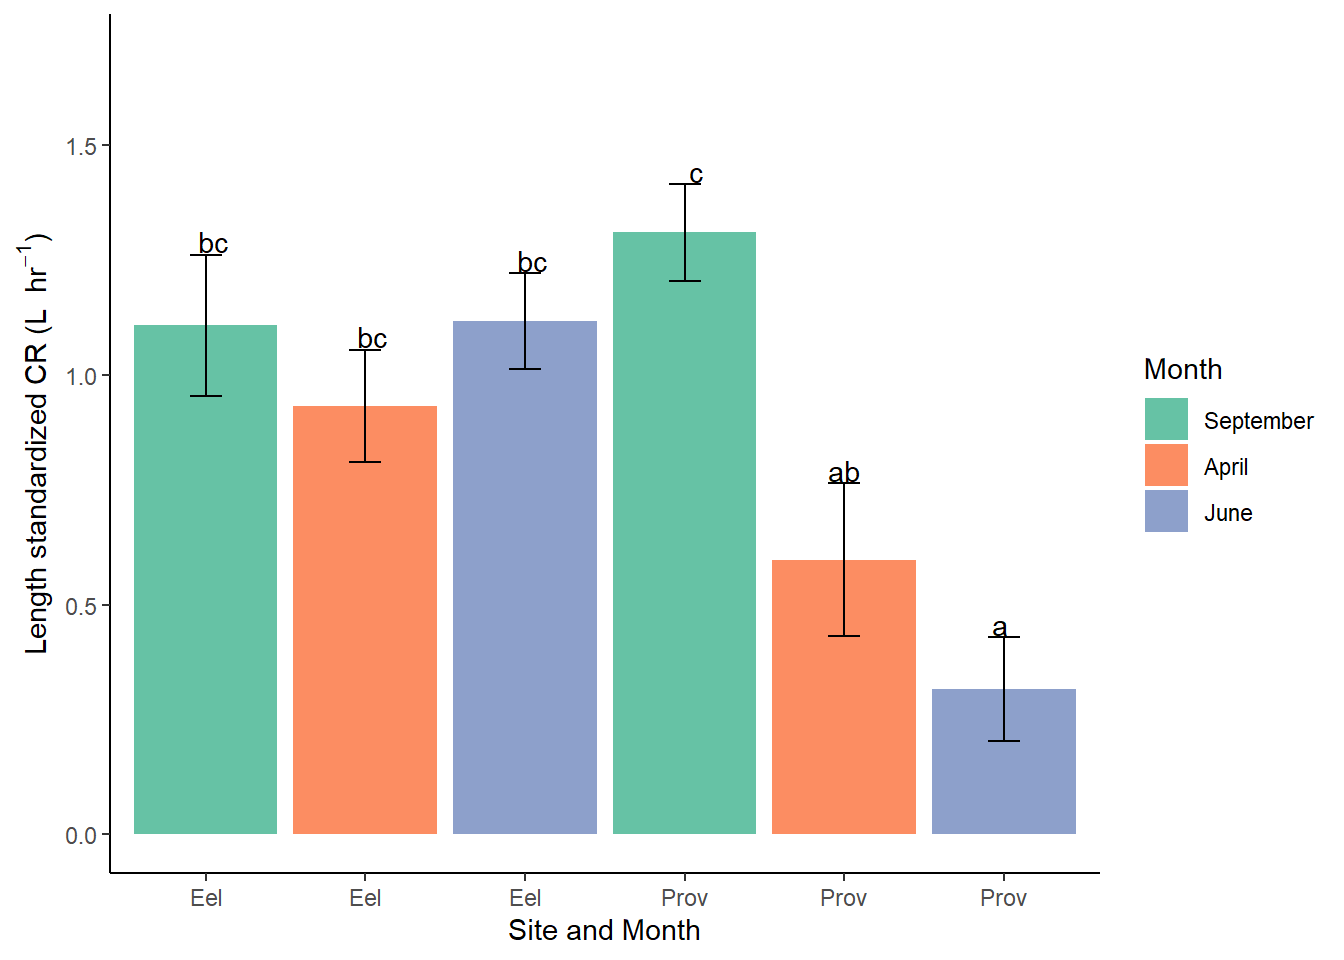 Length standardized CR (L hr⁻¹)
1.5
1.0
0.5
0.0
bc
bc
bc
c
ab
a
Eel Eel Eel Prov Prov Prov
Site and Month
Month
September
April
June